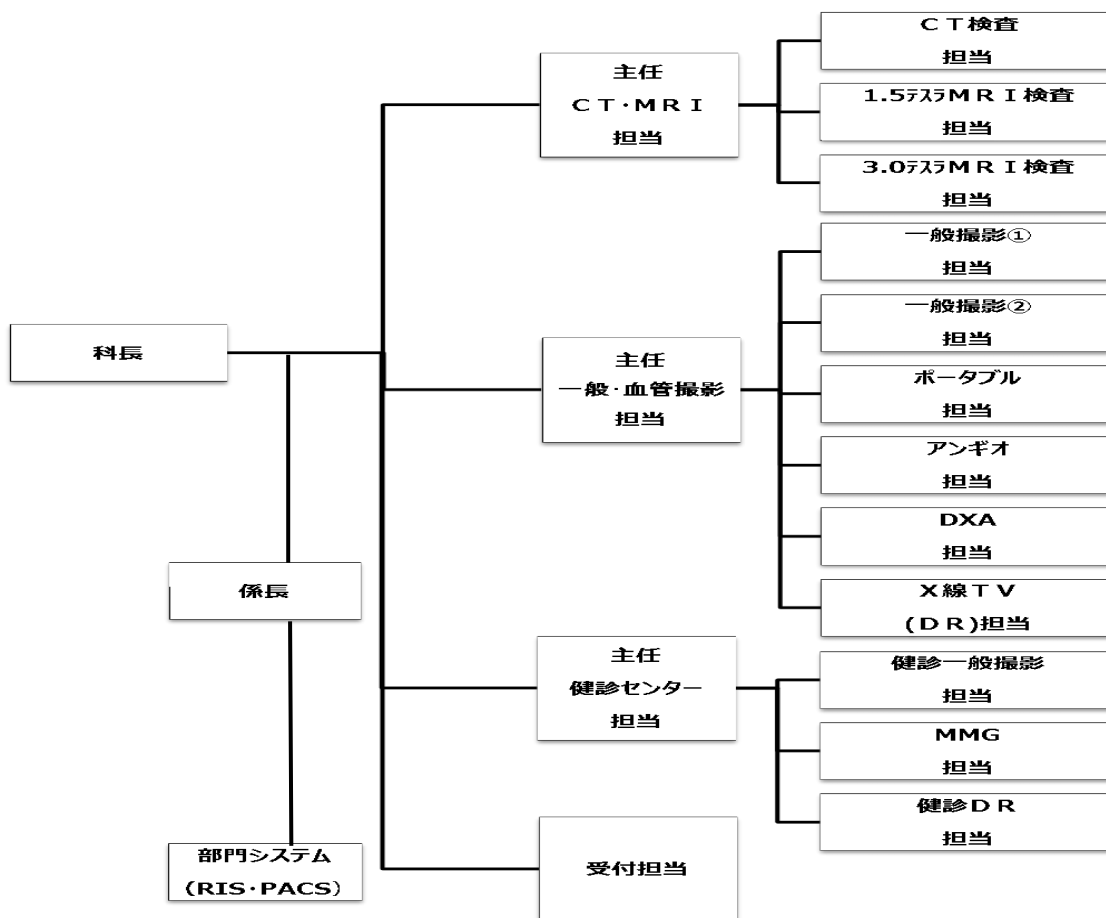 科長
係長
部門システム
(RIS・PACS)
主任
ＣＴ・ＭＲＩ
担当
ＣＴ検査
担当
1.5ﾃｽﾗＭＲＩ検査
担当
3.0ﾃｽﾗＭＲＩ検査
担当
主任
一般・血管撮影
担当
一般撮影①
担当
一般撮影②
担当
ポータブル
担当
アンギオ
担当
DXA
担当
Ｘ線ＴＶ
(ＤＲ)担当
主任
健診センター
担当
健診一般撮影
担当
MMG
担当
健診ＤＲ
担当
受付担当